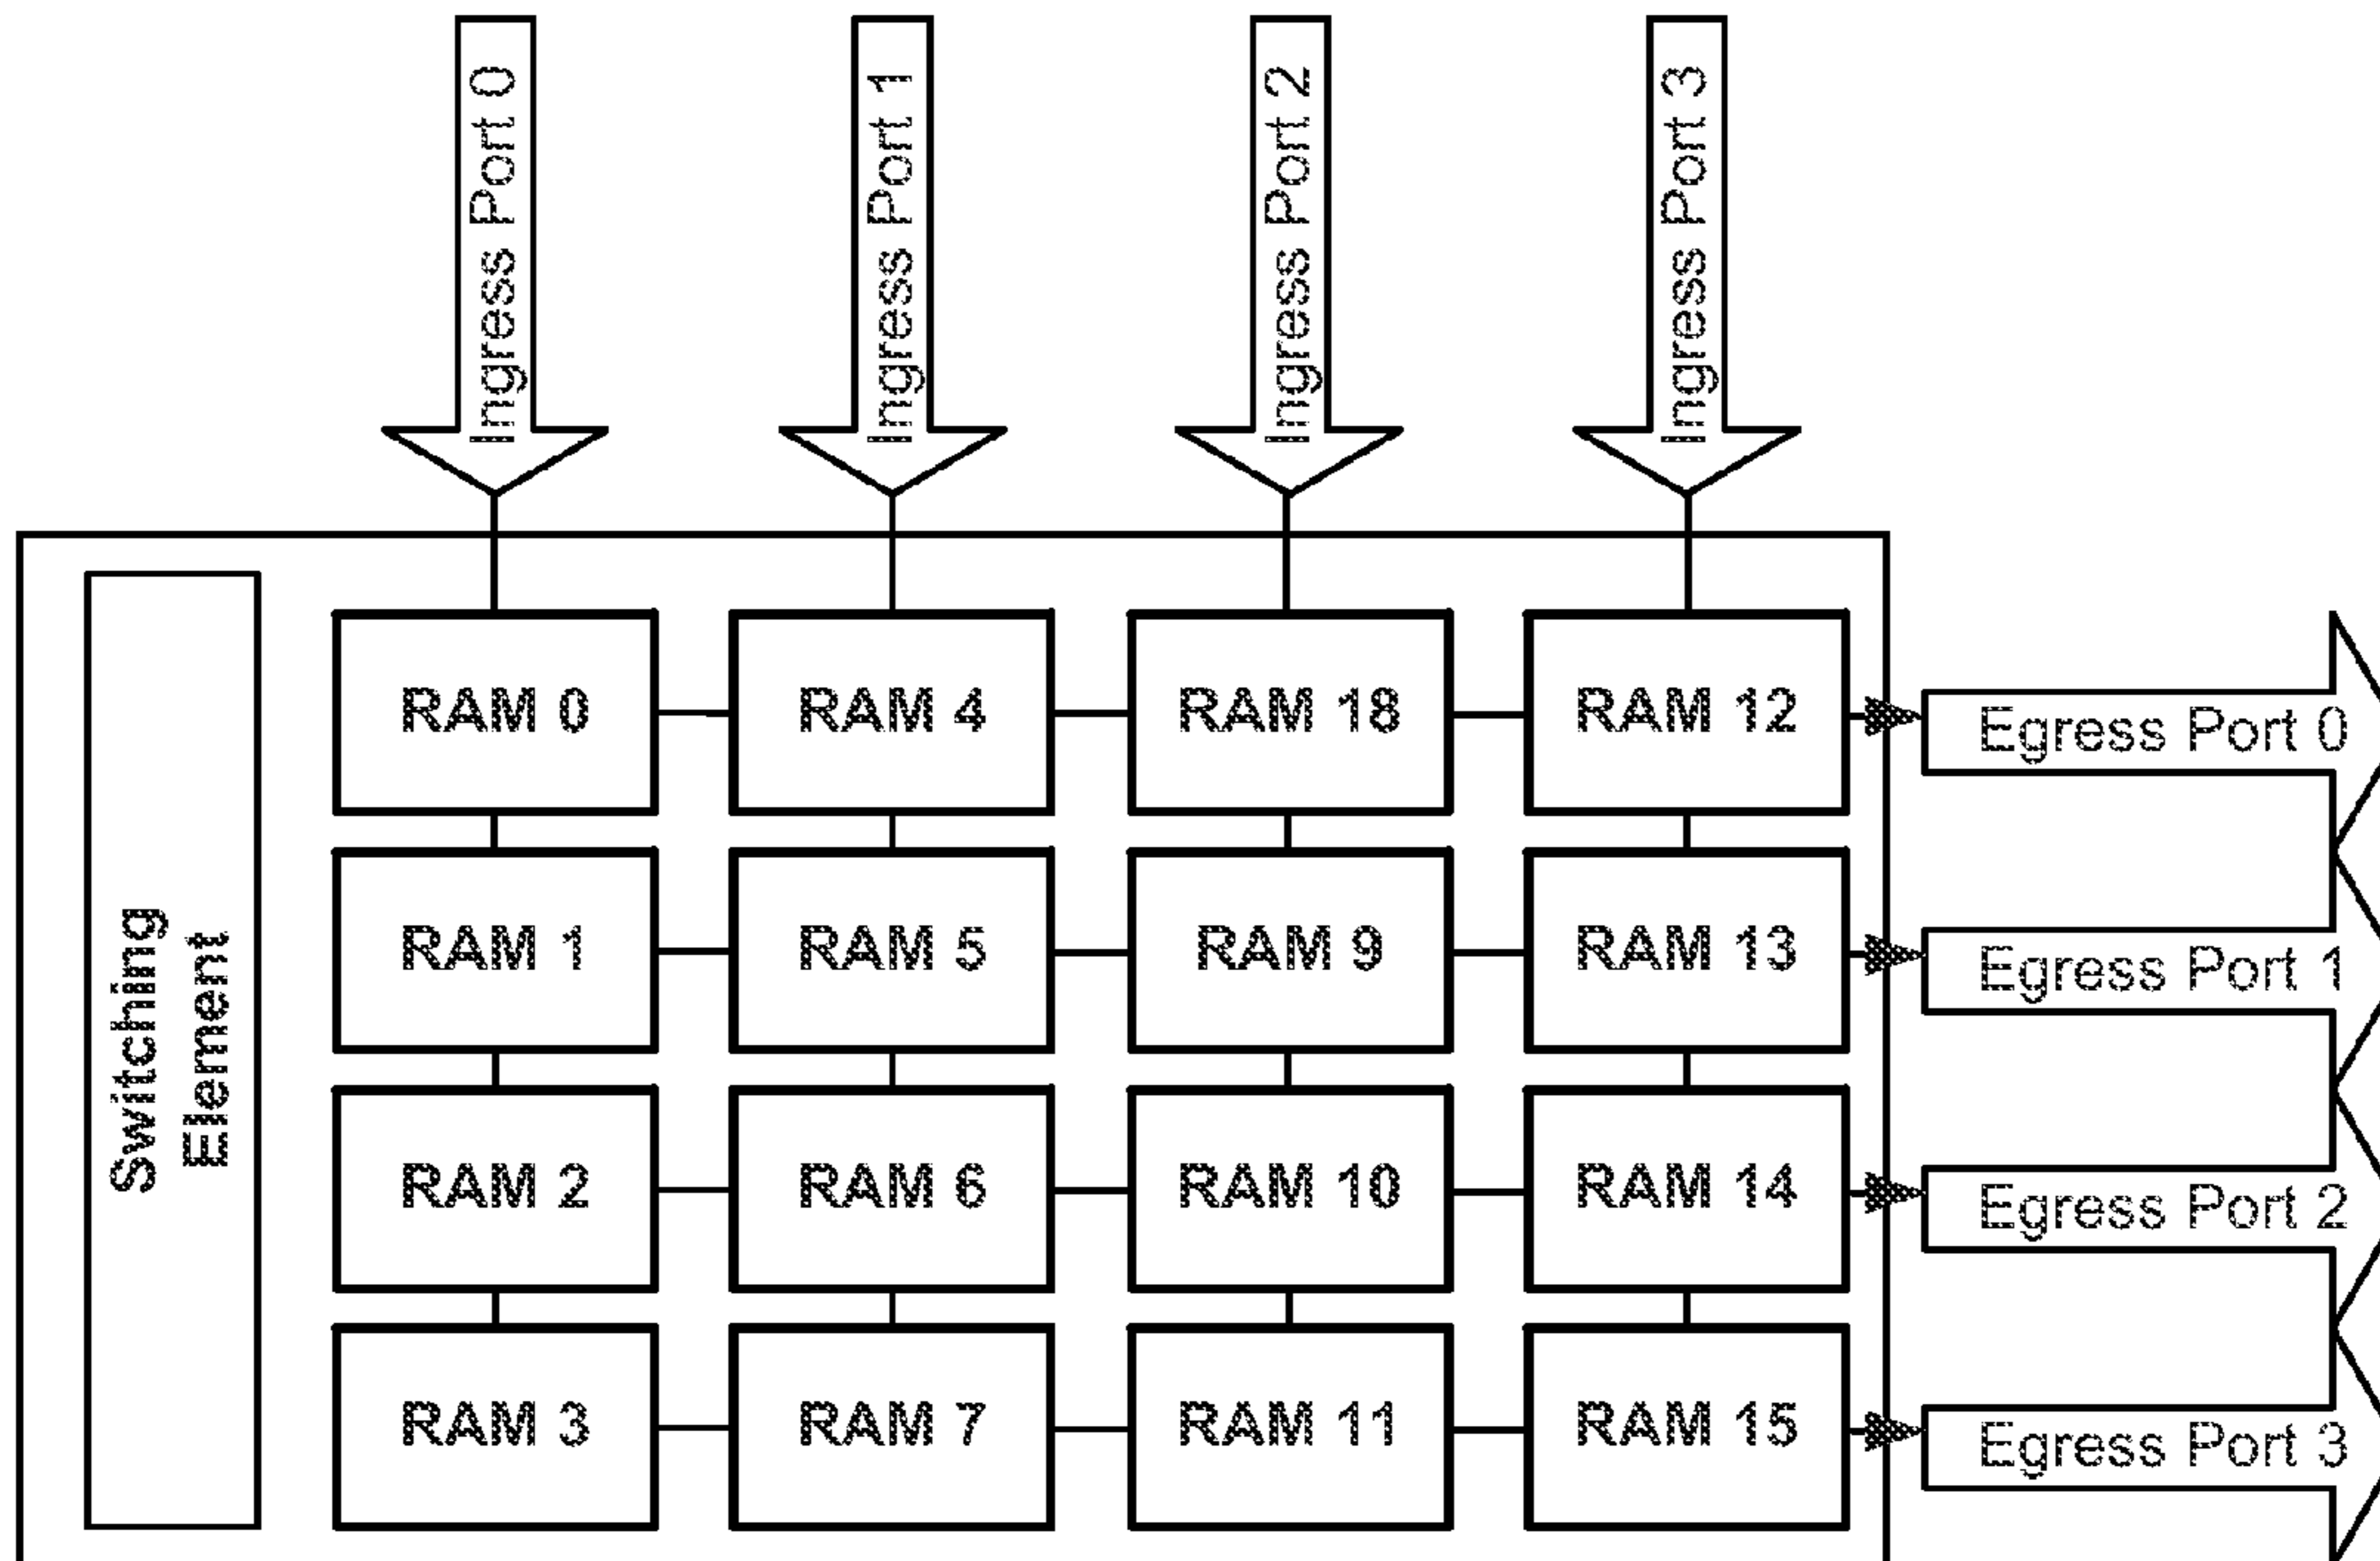 Ingress Port 0
Ingress Port 1
Ingress Port 2
Ingress Port 3
Switching
Element
RAM 0
RAM 4
RAM 18
RAM 12
Egress Port 0
RAM 1
RAM 5
RAM 9
RAM 13
Egress Port 1
RAM 2
RAM 6
RAM 10
RAM 14
Egress Port 2
RAM 3
RAM 7
RAM 11
RAM 15
Egress Port 3